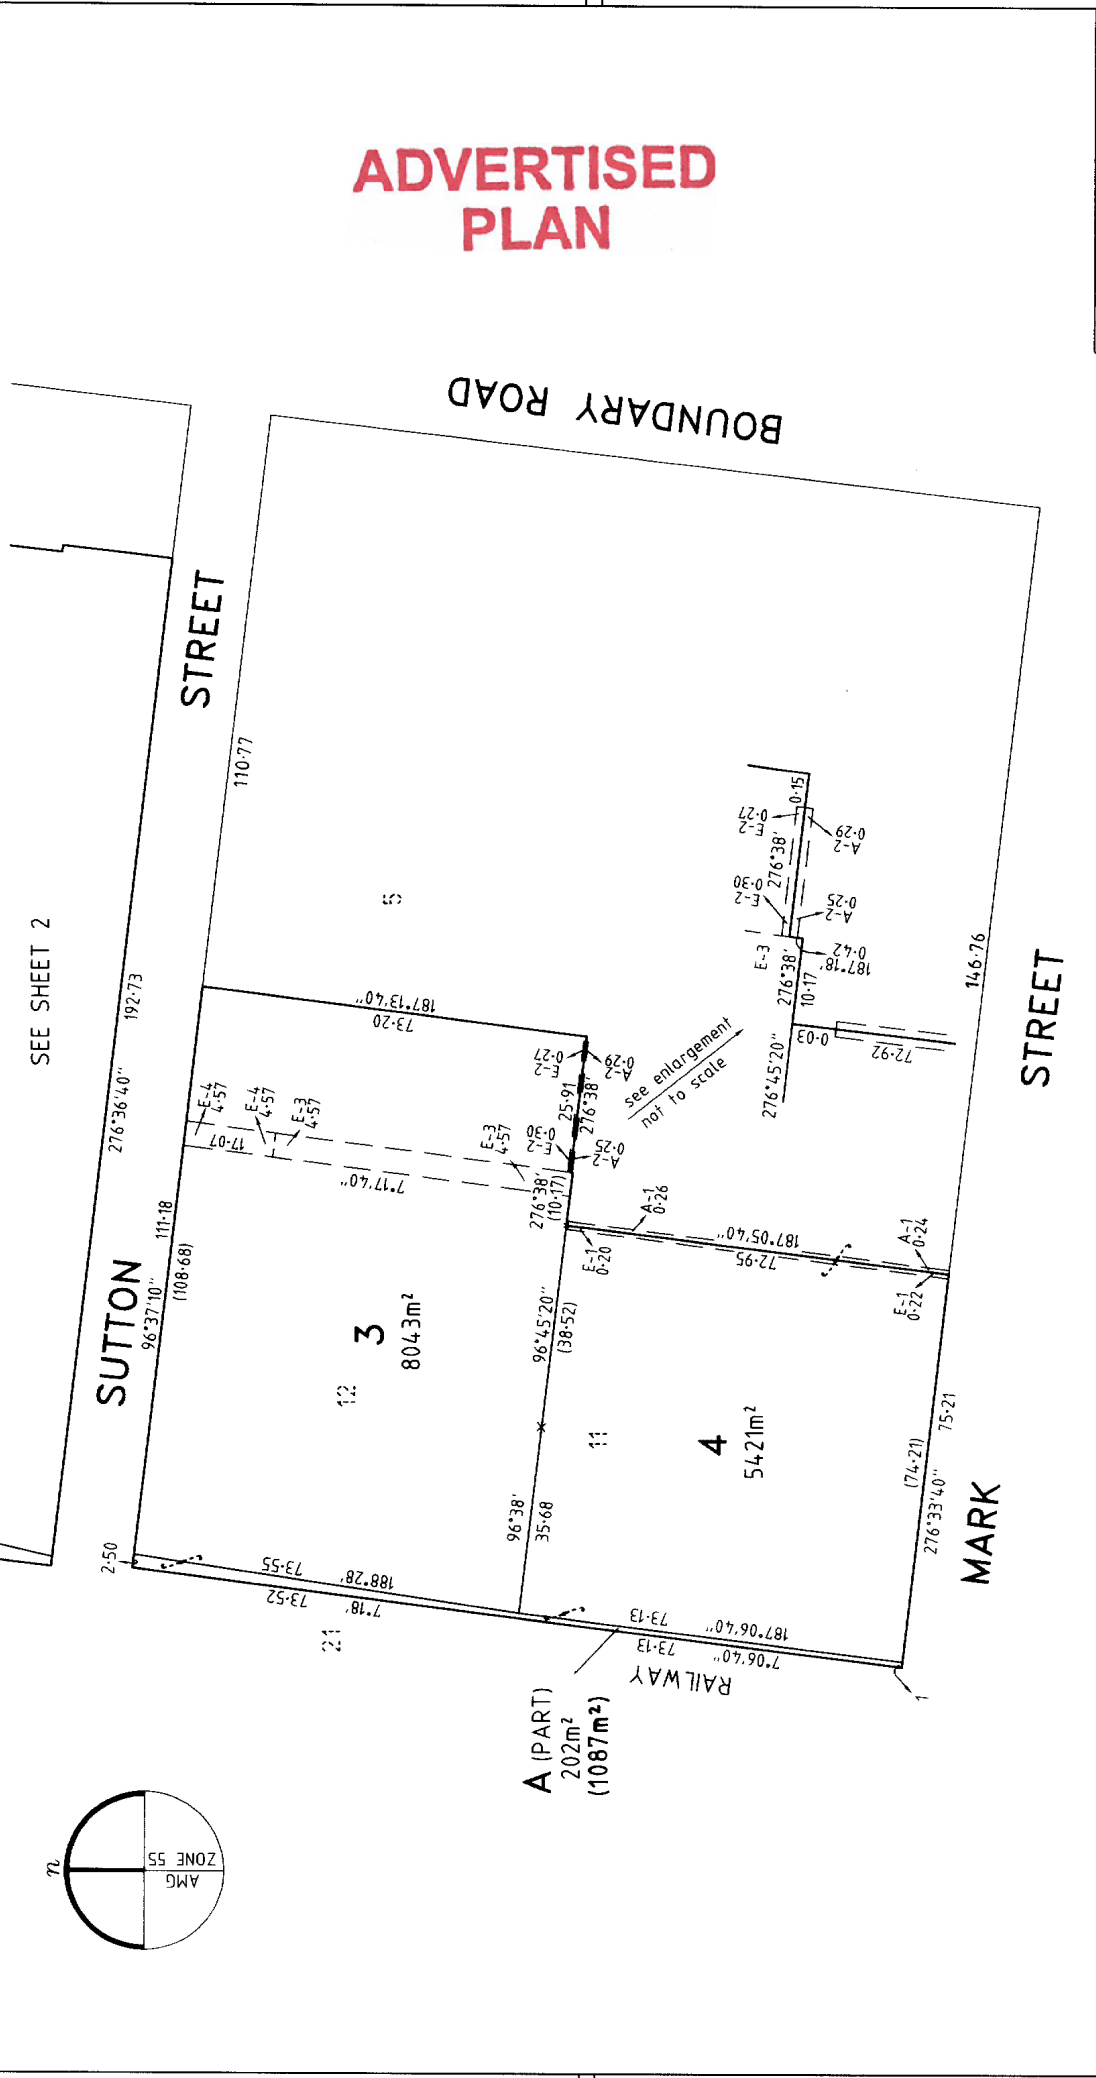 ADVERTISED
PLAN
BOUNDARY ROAD
SEE SHEET 2
SUTTON STREET
276°36'40"
192·73
110·77
96°37'10"
111·18
(108·68)
2·50
E-4
4·57
17·07
E-4
4·57
E-3
4·57
7°17'40"
187°13'40"
73·20
5
E-3
4·57
E-2
0·30
E-2
0·27
25·91
276°38'
A-2
0·29
A-2
0·25
276°38'
(10·17)
see enlargement
not to scale
3
8043m²
12
96°45'20"
(38·52)
96°38'
35·68
11
4
5421m²
E-1
0·20
A-1
0·26
187°05'40"
72·95
A-1
0·24
E-1
0·22
188°28'
73·55
7°18'
73·52
21
187°06'40"
73·13
7°06'40"
73·13
RAILWAY
1
A (PART)
202m²
(1087m²)
E-2
0·27
0·15
276°38'
A-2
0·29
E-2
0·30
A-2
0·25
E-3
276°38'
10·17
187°18'
0·42
276°45'20"
0·03
72·92
146·76
(74·21)
75·21
276°33'40"
MARK STREET
n
AMG
ZONE 55